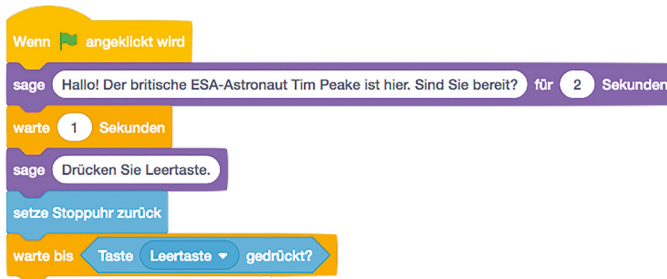 Wenn angeklickt wird
sage Hallo! Der britische ESA-Astronaut Tim Peake ist hier. Sind Sie bereit? für 2 Sekunden
warte 1 Sekunden
sage Drücken Sie Leertaste.
setze Stoppuhr zurück
warte bis Taste Leertaste gedrückt?